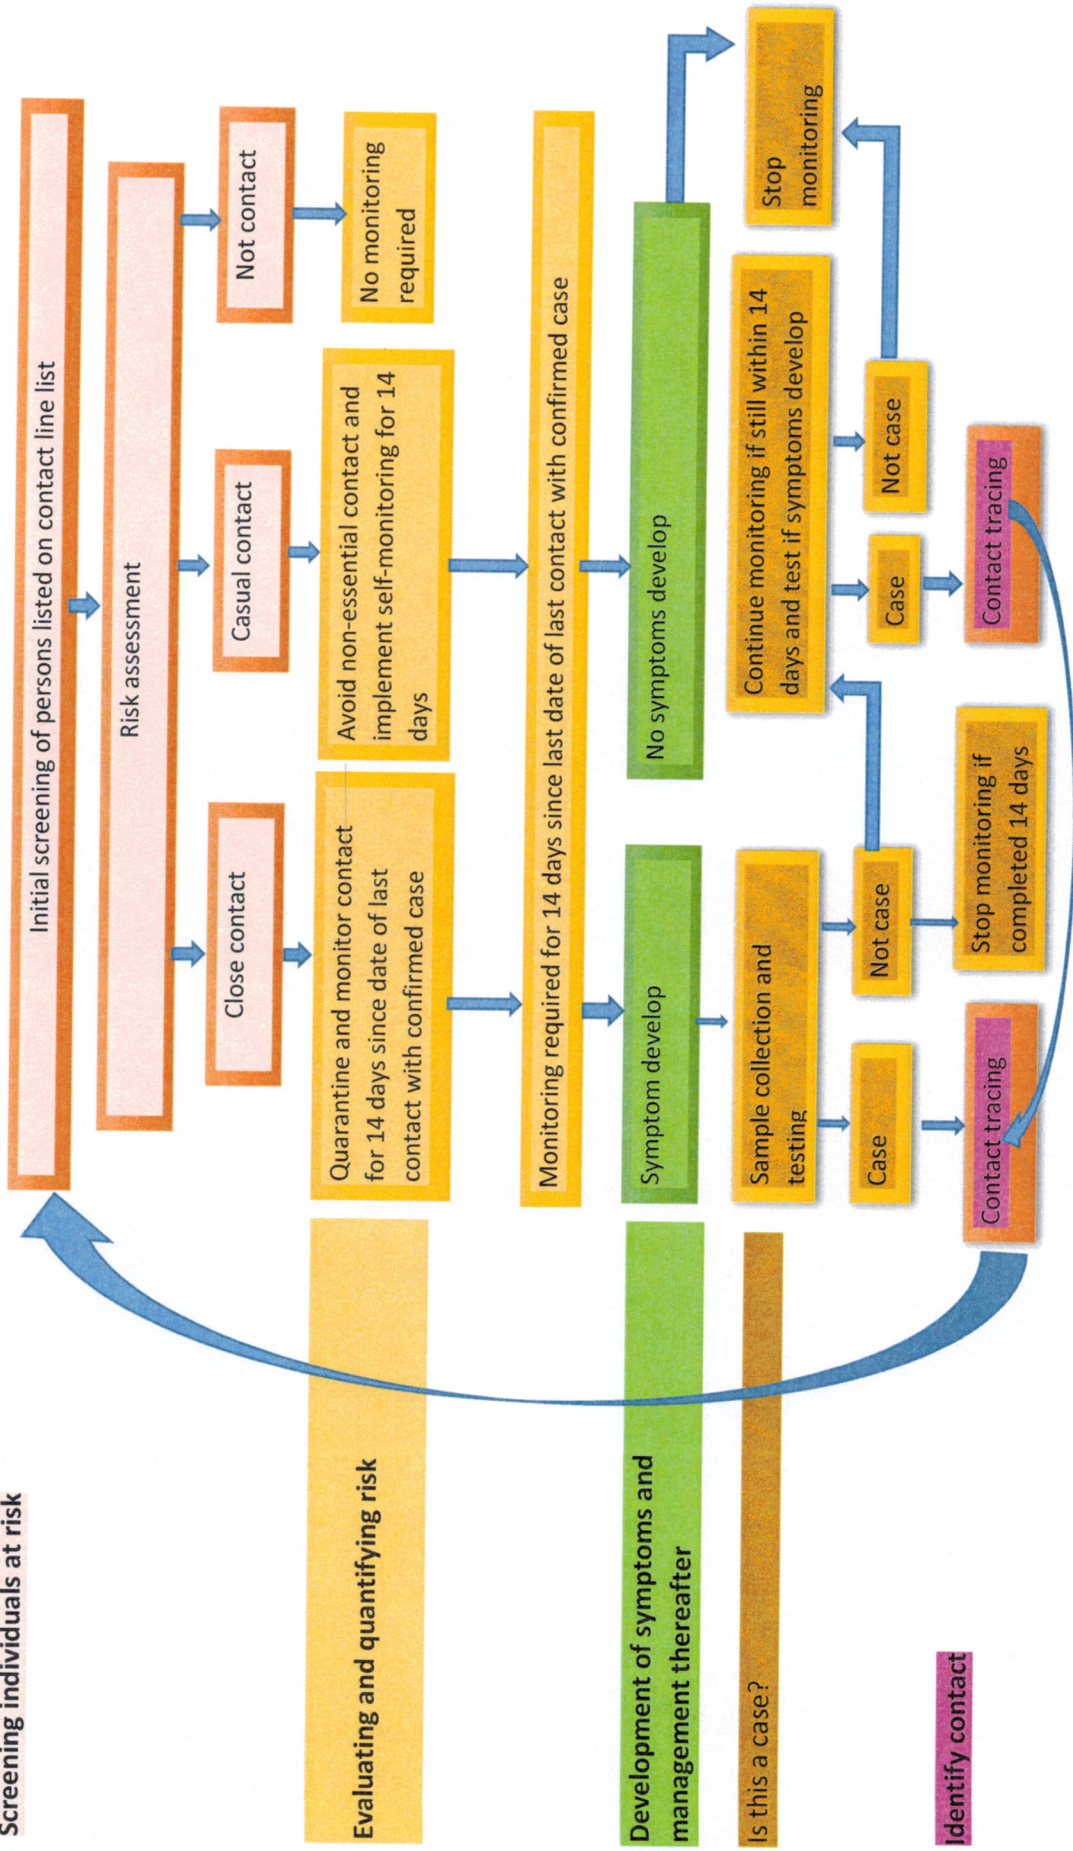 Screening individuals at risk
Initial screening of persons listed on contact line list
Risk assessment
Close contact
Casual contact
Not contact
Evaluating and quantifying risk
Quarantine and monitor contact
for 14 days since date of last
contact with confirmed case
Avoid non-essential contact and
implement self-monitoring for 14
days
No monitoring
required
Monitoring required for 14 days since last date of last contact with confirmed case
Development of symptoms and
management thereafter
Symptom develop
No symptoms develop
Is this a case?
Sample collection and
testing
Continue monitoring if still within 14
days and test if symptoms develop
Stop
monitoring
Case
Not case
Case
Not case
Identify contact
Contact tracing
Stop monitoring if
completed 14 days
Contact tracing